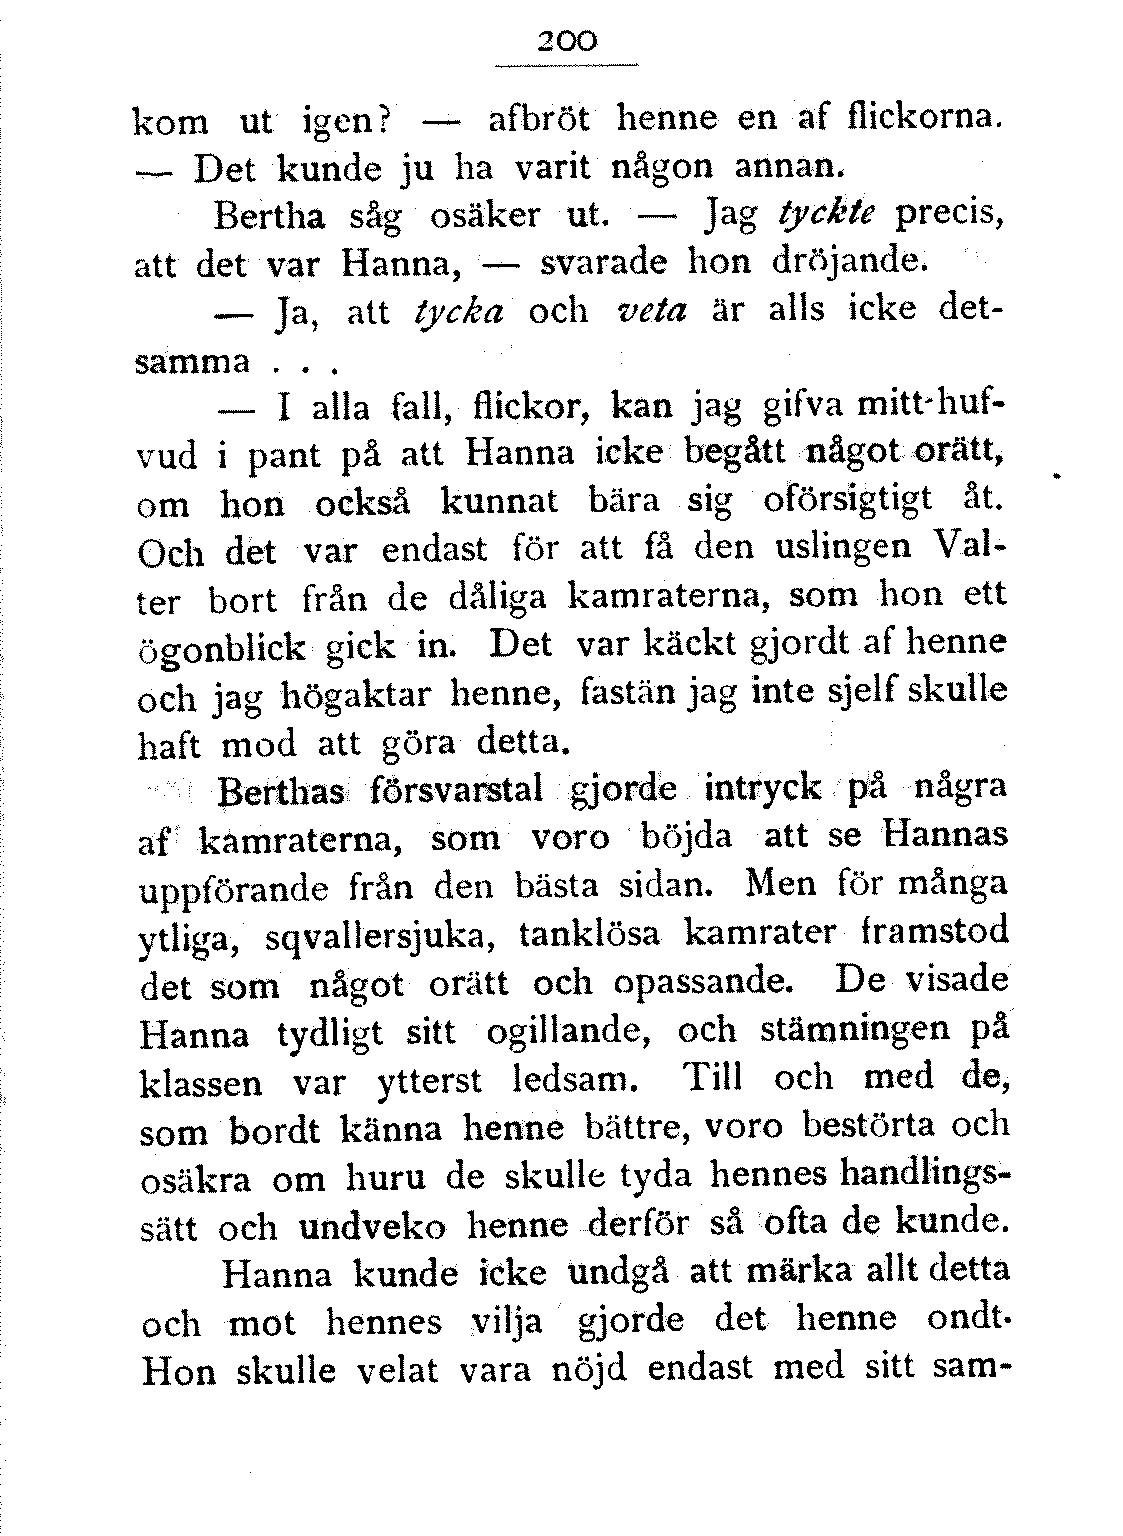 200
kom ut igen? — afbröt henne en af flickorna.
— Det kunde ju ha varit någon annan.
Bertha såg osäker ut. — Jag tyckte precis,
att det var Hanna, — svarade hon dröjande.
— Ja, att tycka och veta är alls icke det-
samma . . .
— I alla fall, flickor, kan jag gifva mitt-huf-
vud i pant på att Hanna icke begått något orätt,
om hon också kunnat bära sig oförsigtigt åt.
Och det var endast för att få den uslingen Val-
ter bort från de dåliga kamraterna, som hon ett
ögonblick gick in. Det var käckt gjordt af henne
och jag högaktar henne, fastän jag inte sjelf skulle
haft mod att göra detta.
Berthas försvarstal gjorde intryck på några
af kamraterna, som voro böjda att se Hannas
uppförande från den bästa sidan. Men för många
ytliga, sqvallersjuka, tanklösa kamrater framstod
det som något orätt och opassande. De visade
Hanna tydligt sitt ogillande, och stämningen på
klassen var ytterst ledsam. Till och med de,
som bordt känna henne bättre, voro bestörta och
osäkra om huru de skulle tyda hennes handlings-
sätt och undveko henne derför så ofta de kunde.
Hanna kunde icke undgå att märka allt detta
och mot hennes vilja gjorde det henne ondt.
Hon skulle velat vara nöjd endast med sitt sam-